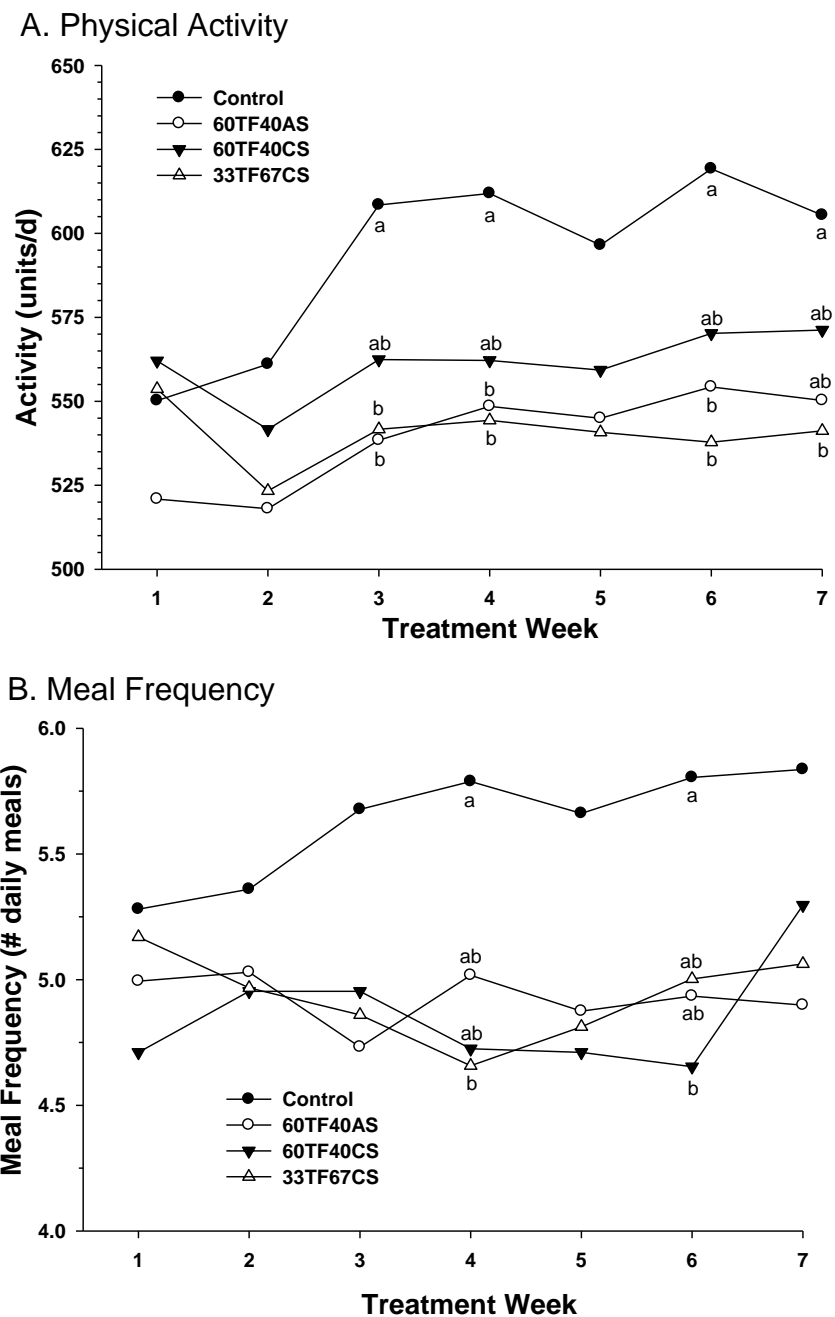 A. Physical Activity
650
625
600
575
550
525
500
Activity (units/d)
Control
60TF40AS
60TF40CS
33TF67CS
a
a
a
a
ab
ab
ab
ab
b
b
b
ab
b
b
b
b
1 2 3 4 5 6 7
Treatment Week
B. Meal Frequency
6.0
5.5
5.0
4.5
4.0
Meal Frequency (# daily meals)
a
a
ab
ab
ab
ab
b
b
Control
60TF40AS
60TF40CS
33TF67CS
1 2 3 4 5 6 7
Treatment Week